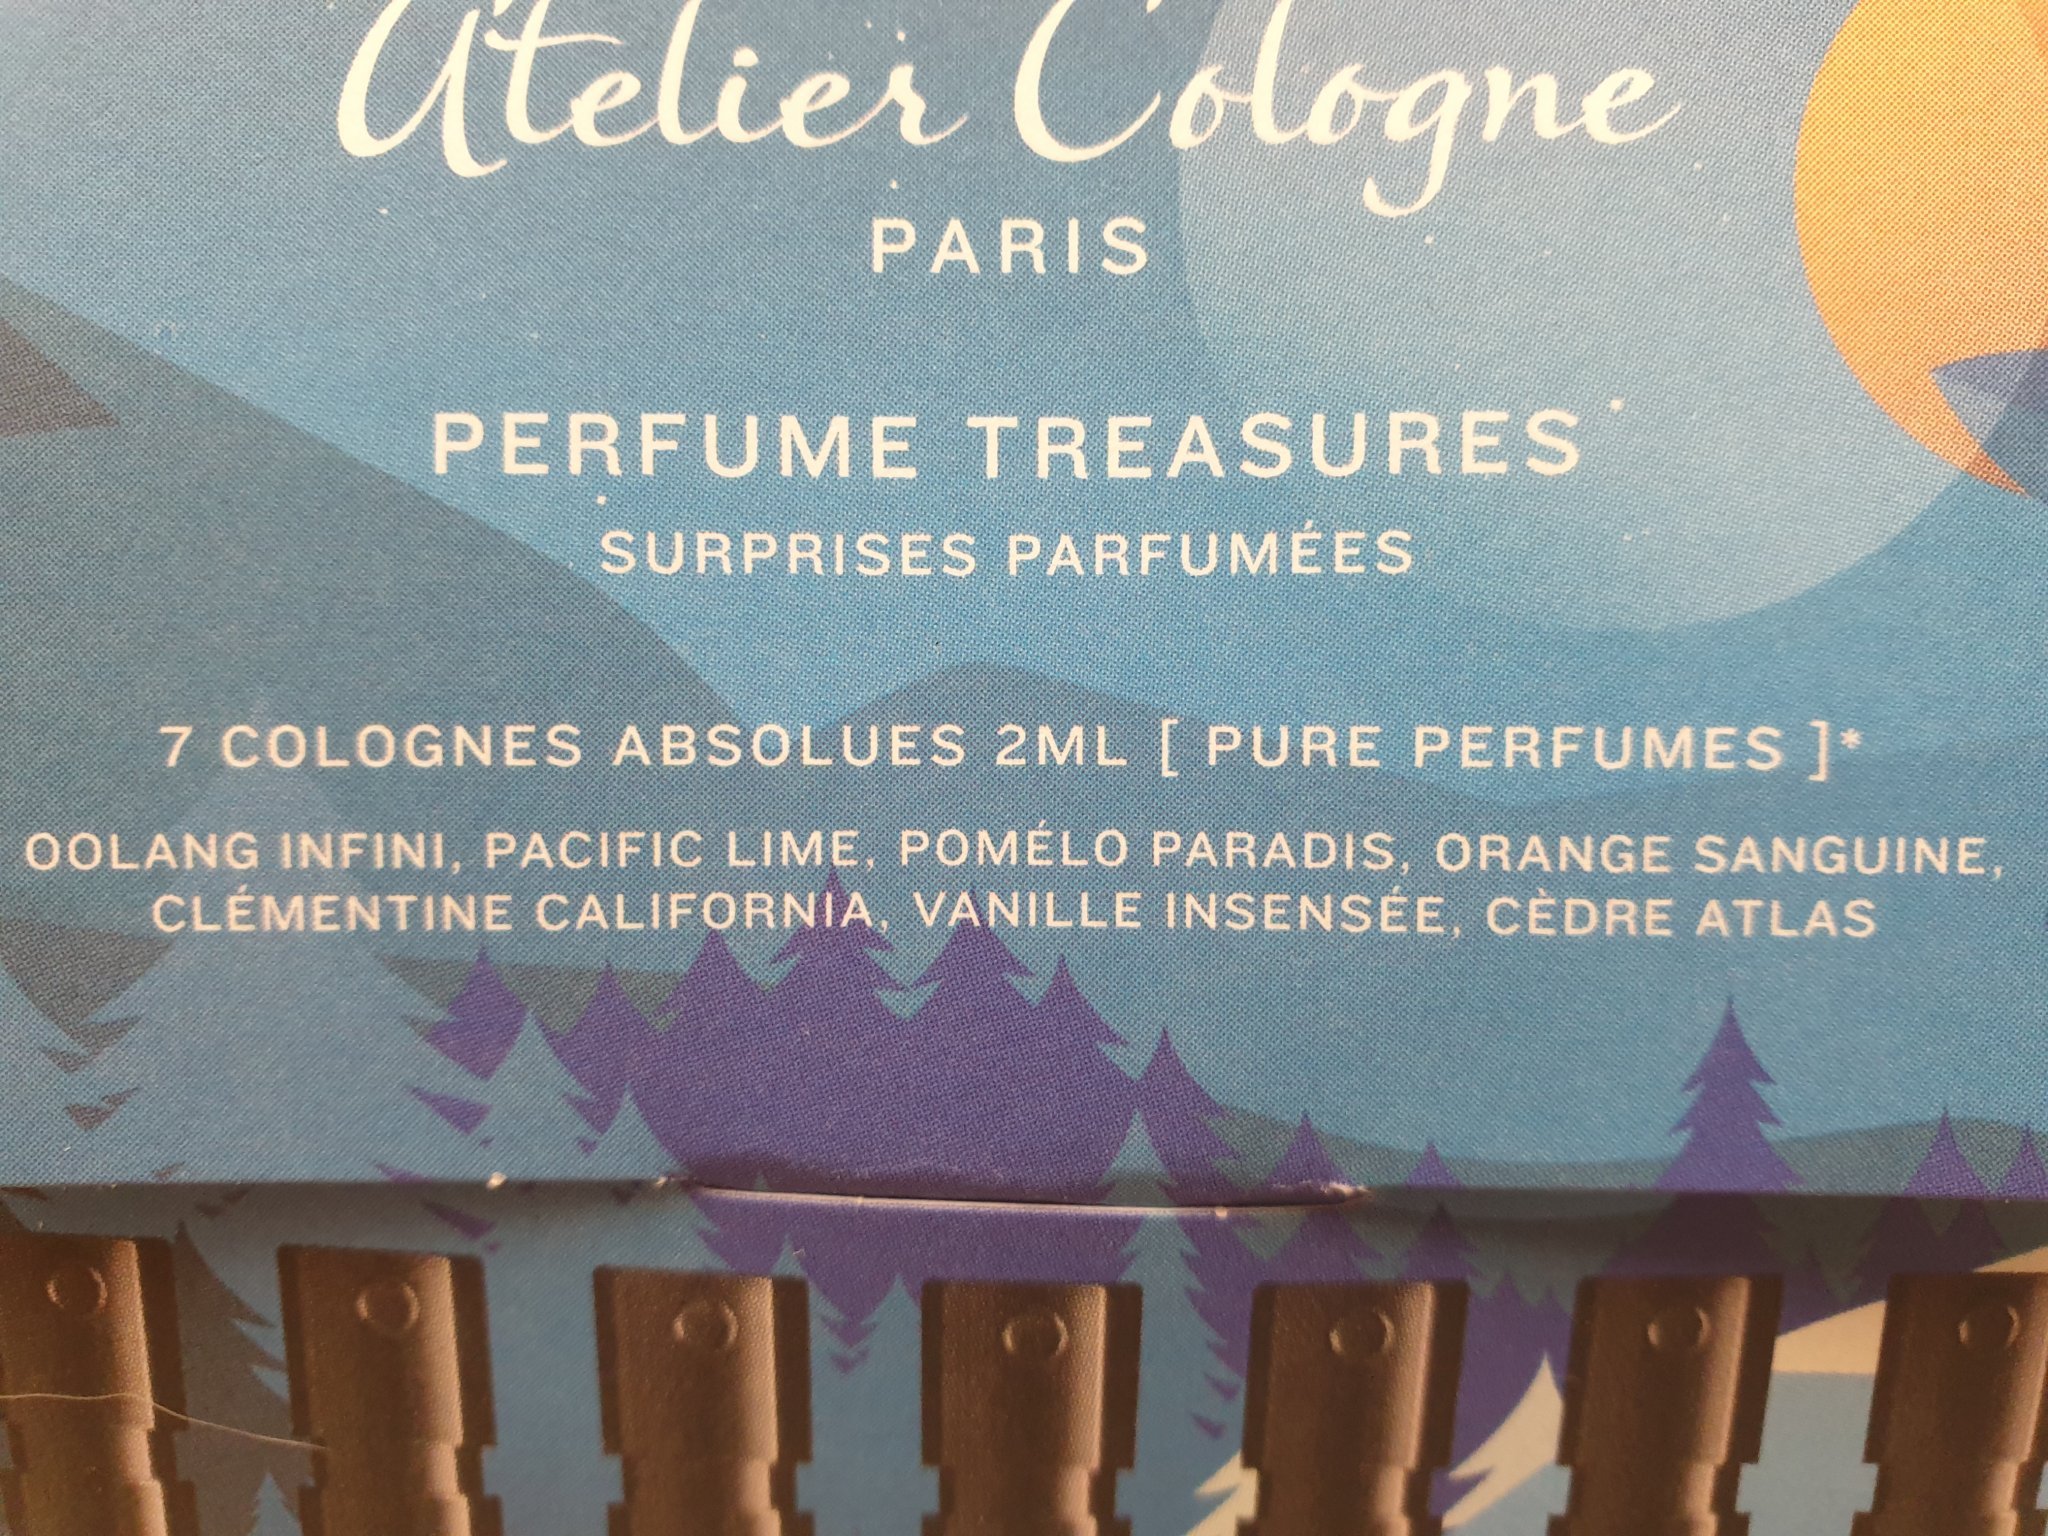 Atelier Cologne
PARIS
PERFUME TREASURES
SURPRISES PARFUMÉES
7 COLOGNES ABSOLUES 2ML [ PURE PERFUMES ]*
OOLANG INFINI, PACIFIC LIME, POMÉLO PARADIS, ORANGE SANGUINE,
CLÉMENTINE CALIFORNIA, VANILLE INSENSÉE, CÈDRE ATLAS